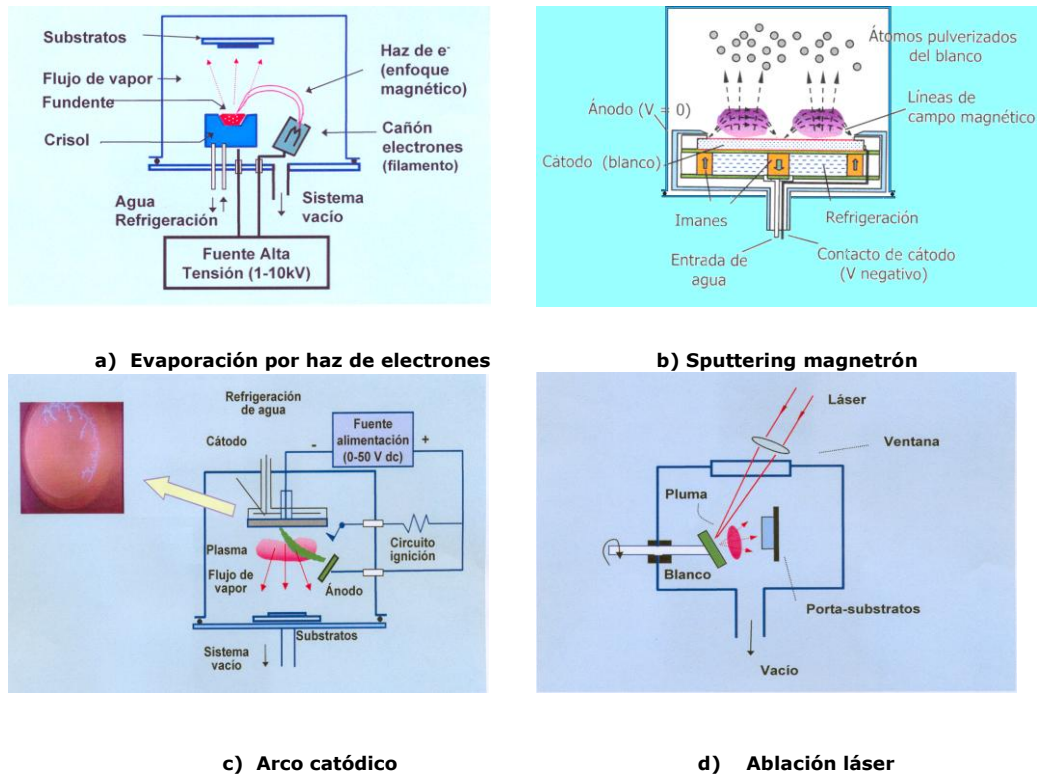 Substratos
Flujo de vapor
Fundente
Crisol
Haz de e-
(enfoque
magnético)
Cañón
electrones
(filamento)
Agua
Refrigeración
Sistema
vacío
Fuente Alta
Tensión (1-10kV)
a) Evaporación por haz de electrones
Átomos pulverizados
del blanco
Ánodo (V = 0)
Líneas de
campo magnético
Cátodo (blanco)
Imanes
Refrigeración
Entrada de
agua
Contacto de cátodo
(V negativo)
b) Sputtering magnetrón
Refrigeración
de agua
Cátodo
-
Fuente
alimentación
(0-50 V dc)
+
Plasma
Flujo de
vapor
Circuito
ignición
Ánodo
Substratos
Sistema
vacío
c) Arco catódico
Láser
Ventana
Pluma
Blanco
Porta-substratos
Vacío
d) Ablación láser